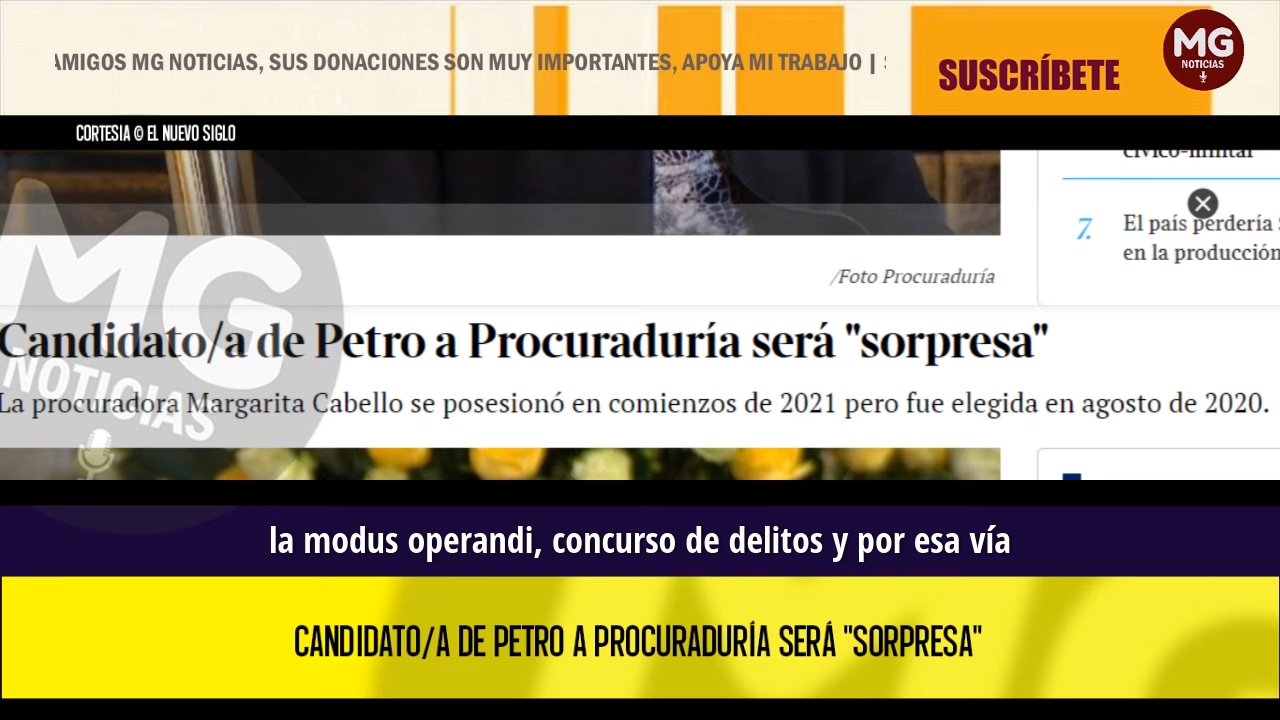 AMIGOS MG NOTICIAS, SUS DONACIONES SON MUY IMPORTANTES, APOYA MI TRABAJO |
SUSCRÍBETE
MG
NOTICIAS
CORTESIA © EL NUEVO SIGLO
cívico-militar
7. El país perdería
en la producción
/Foto Procuraduría
Candidato/a de Petro a Procuraduría será "sorpresa"
La procuradora Margarita Cabello se posesionó en comienzos de 2021 pero fue elegida en agosto de 2020.
MG
NOTICIAS
la modus operandi, concurso de delitos y por esa vía
CANDIDATO/A DE PETRO A PROCURADURÍA SERÁ "SORPRESA"